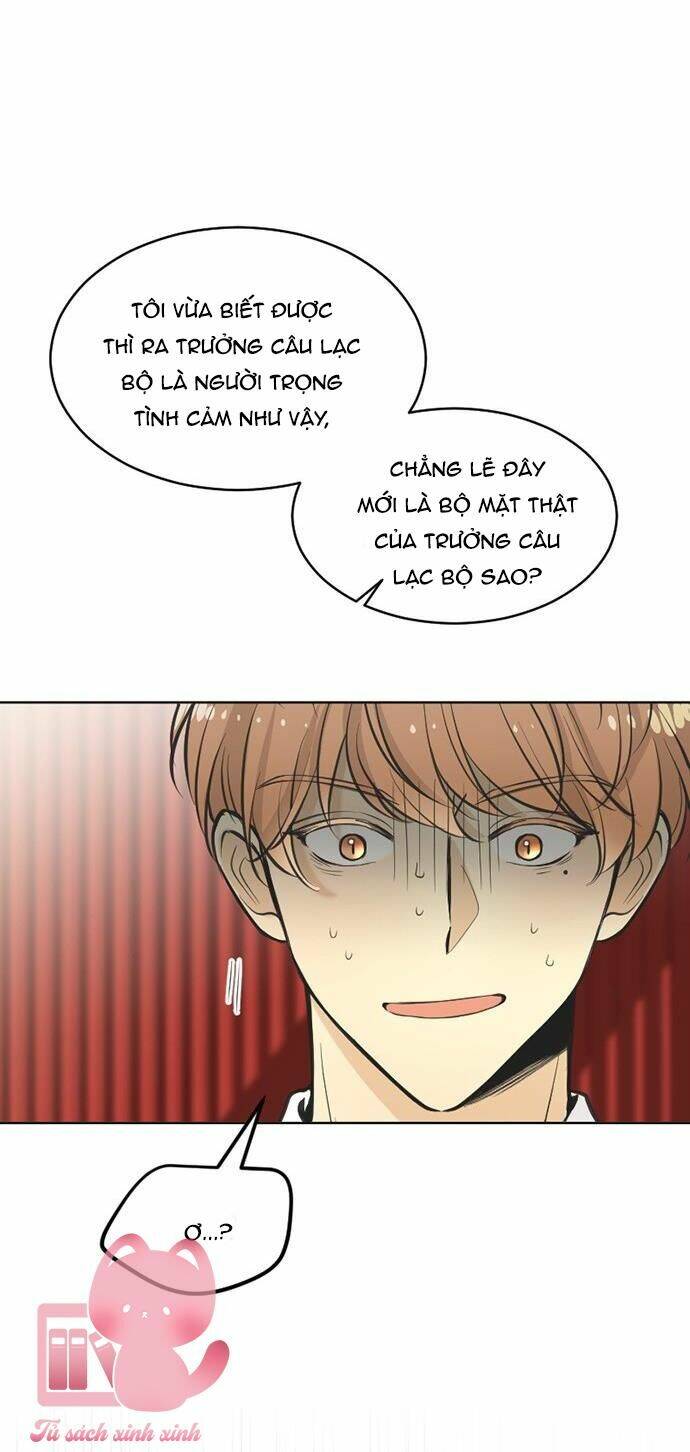 TÔI VỪA BIẾT ĐƯỢC
THÌ RA TRƯỞNG CÂU LẠC
BỘ LÀ NGƯỜI TRỌNG
TÌNH CẢM NHƯ VẬY,
CHẲNG LẼ ĐÂY
MỚI LÀ BỘ MẶT THẬT
CỦA TRƯỞNG CÂU
LẠC BỘ SAO?
Ơ...?
Tủ sách xinh xinh